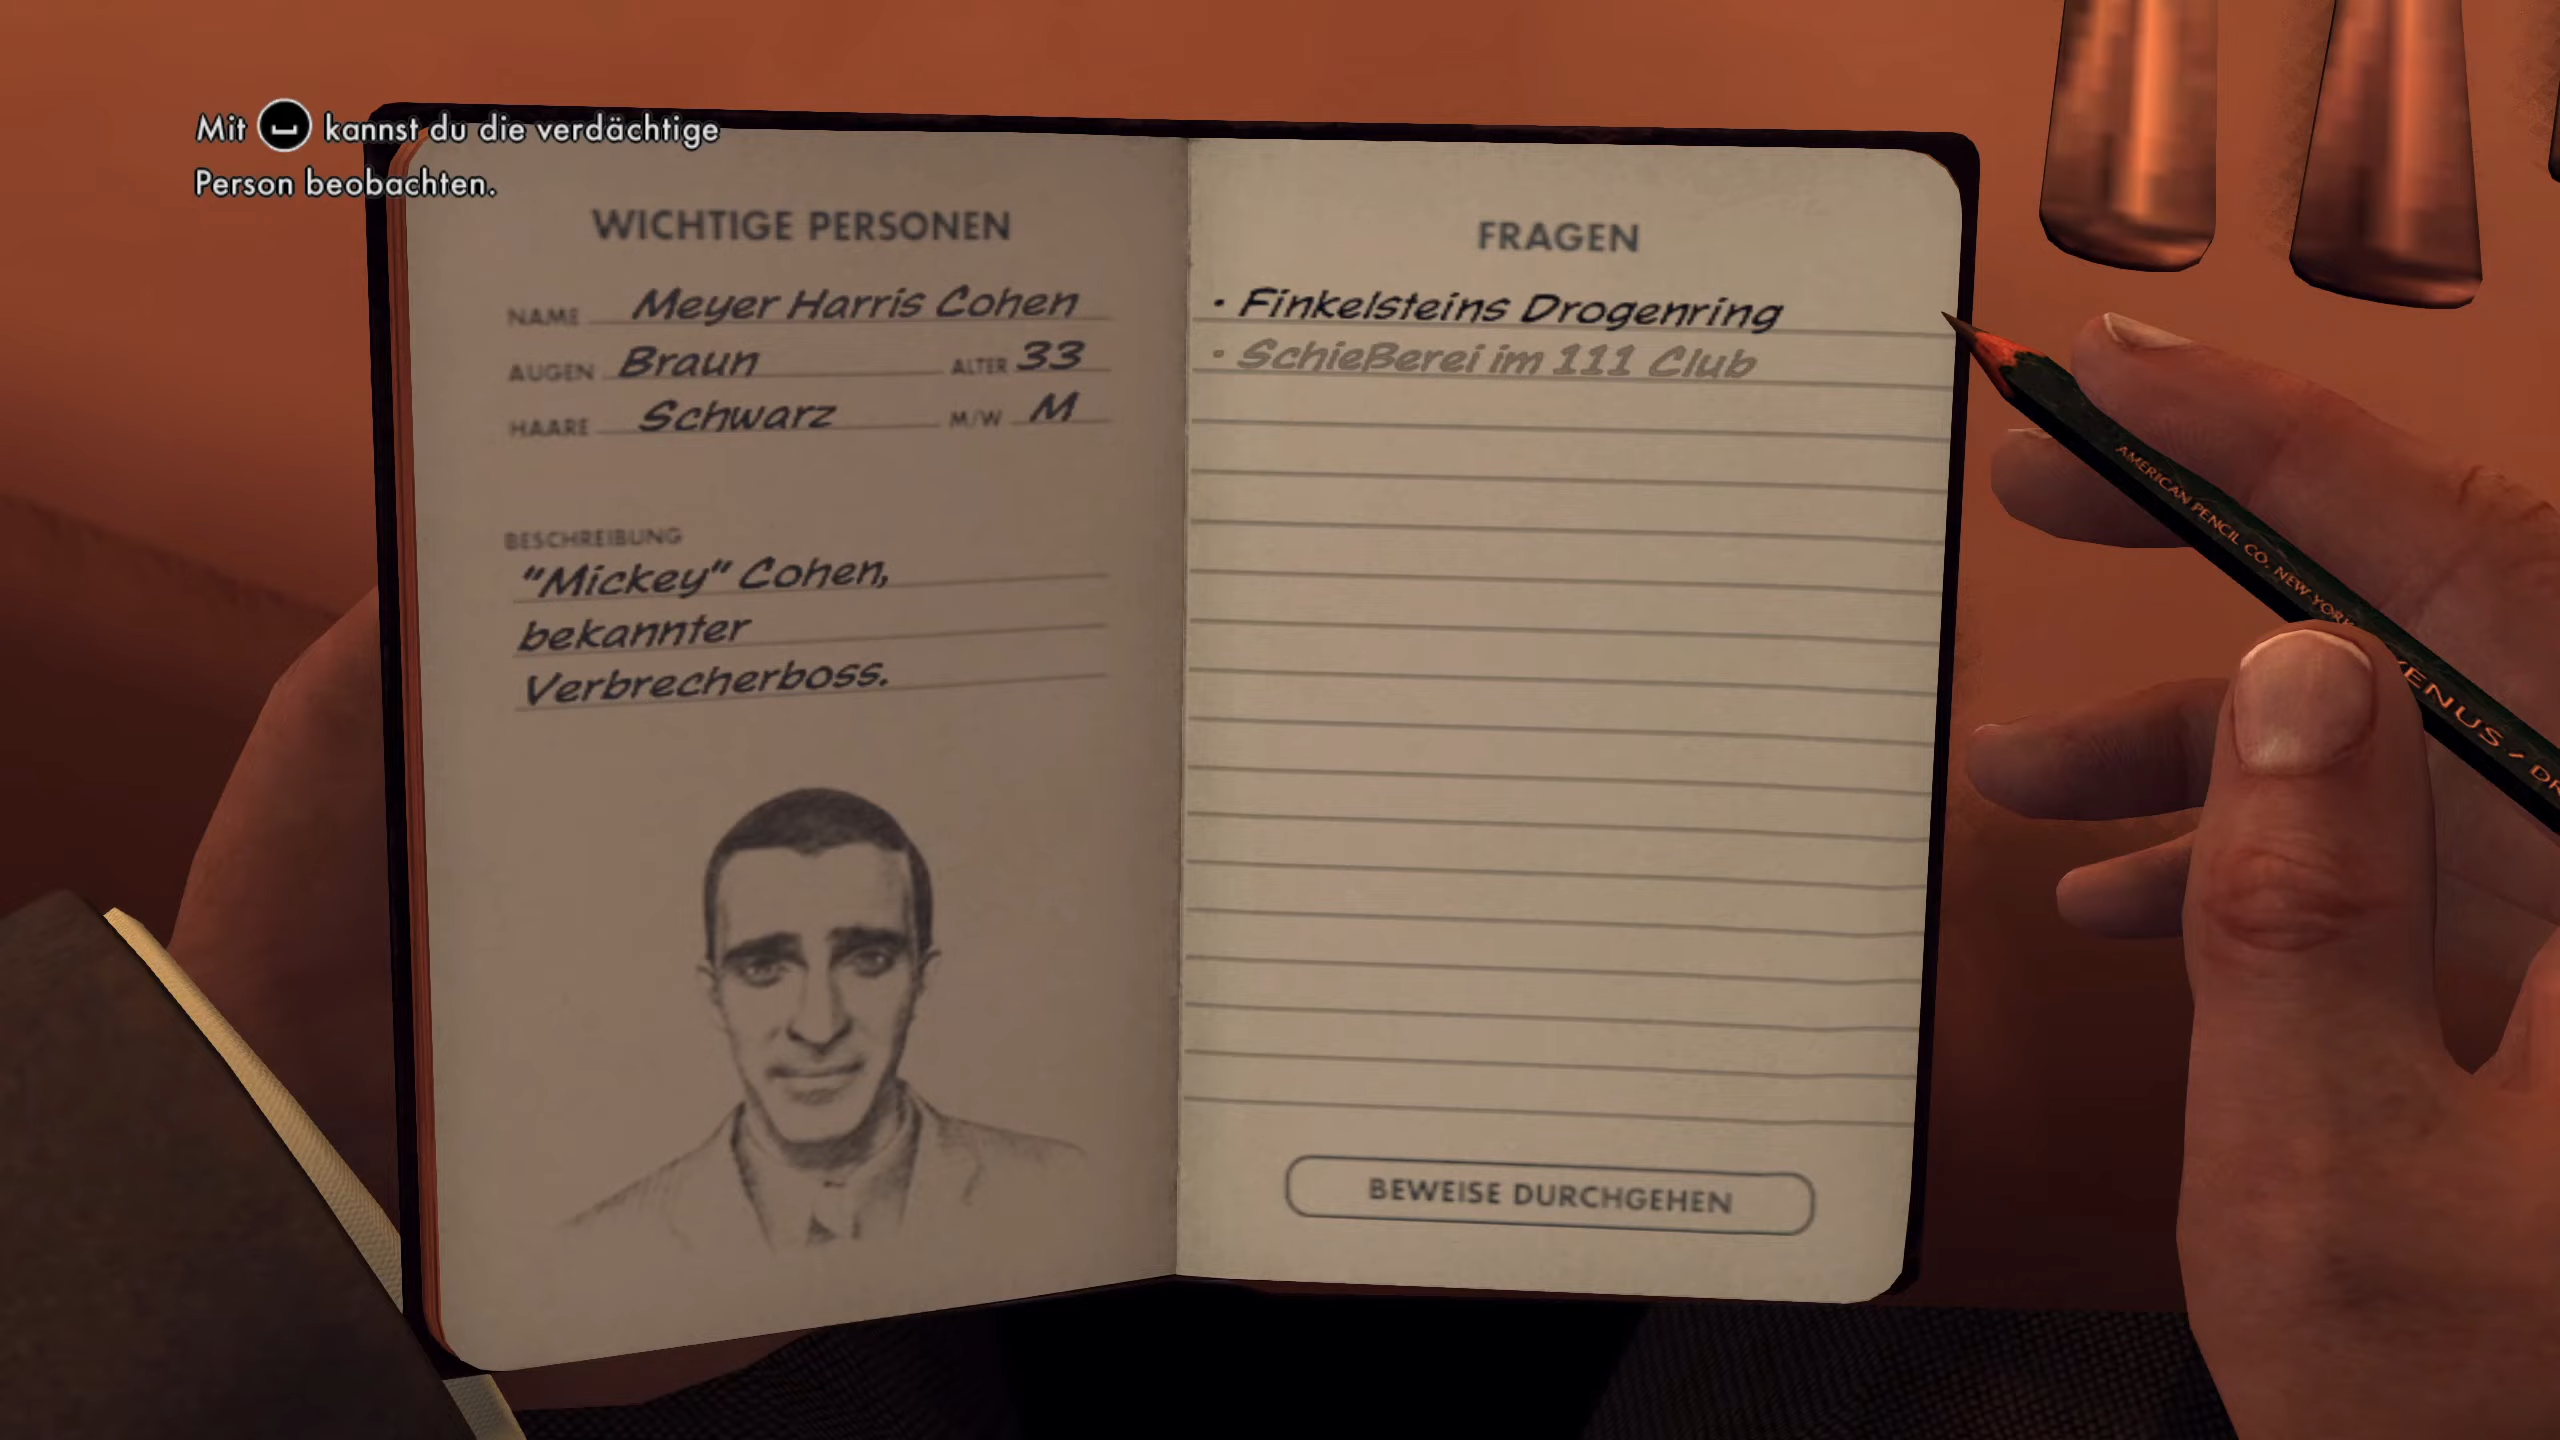 Mit kannst du die verdächtige
Person beobachten.
WICHTIGE PERSONEN
NAME Meyer Harris Cohen
AUGEN Braun ALTER 33
HAARE Schwarz M/W M
BESCHREIBUNG
"Mickey" Cohen,
bekannter
Verbrecherboss.
FRAGEN
· Finkelsteins Drogenring
· Schießerei im 111 Club
BEWEISE DURCHGEHEN
AMERICAN PENCIL CO. NEW YORK